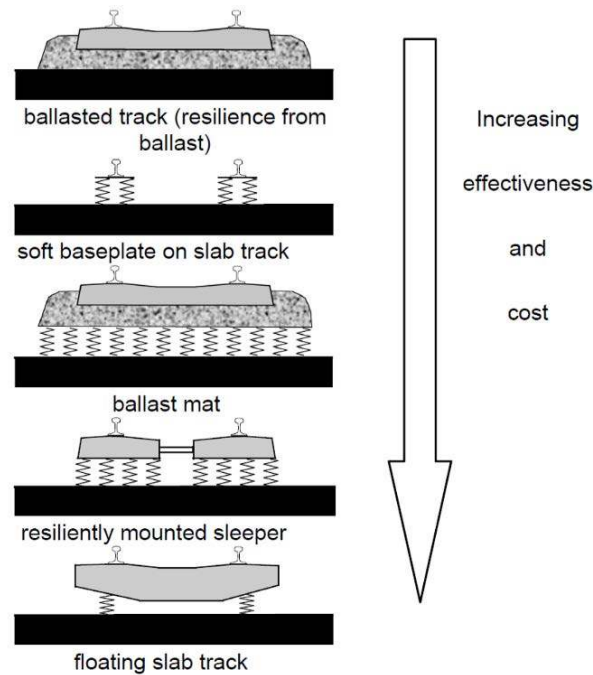 ballasted track (resilience from
ballast)
soft baseplate on slab track
ballast mat
resiliently mounted sleeper
floating slab track
Increasing
effectiveness
and
cost